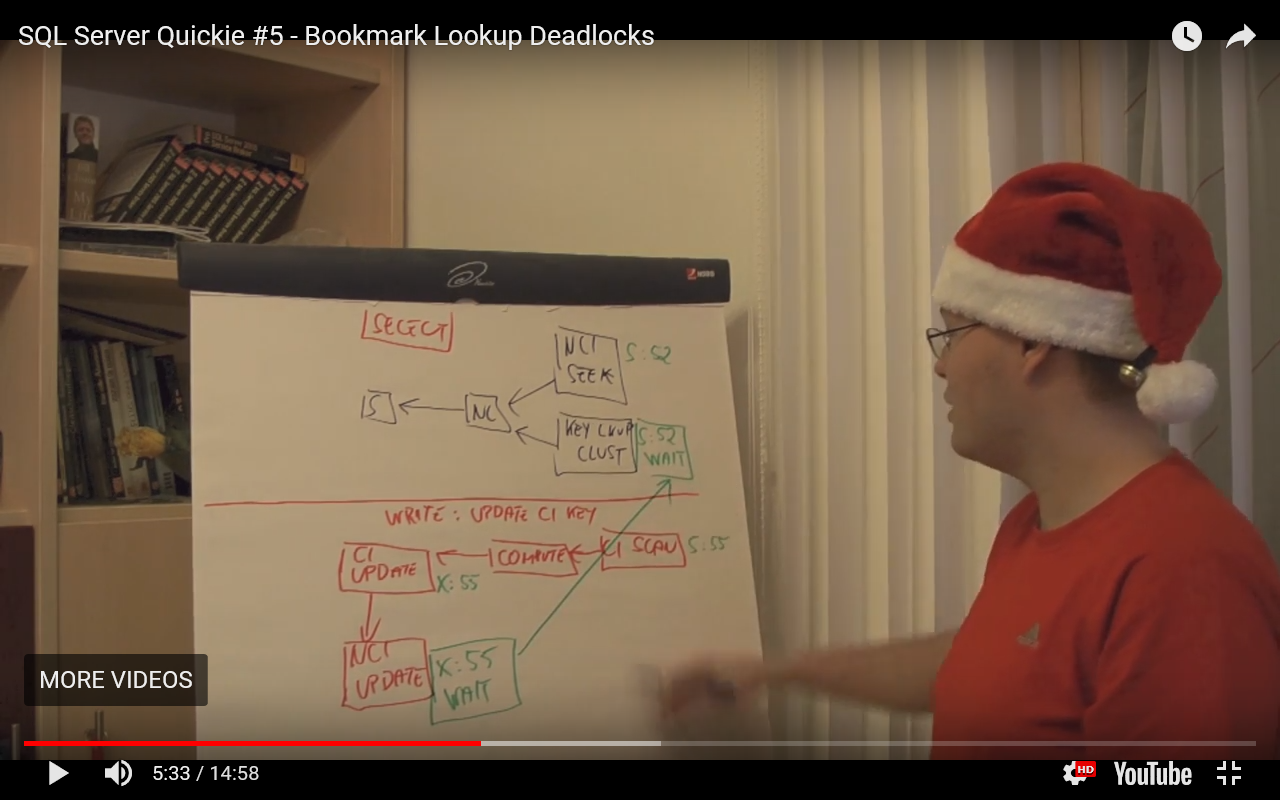 SQL Server Quickie #5 - Bookmark Lookup Deadlocks
SELECT
NCI
SEEK
S:52
S
NL
KEY LKUP
CLUST
S:52
WAIT
WRITE: UPDATE CI KEY
CI
UPDATE
X:55
COMPUTE
CI SCAN
S:55
NCI
UPDATE
X:55
WAIT
MORE VIDEOS
5:33 / 14:58
HD
YouTube